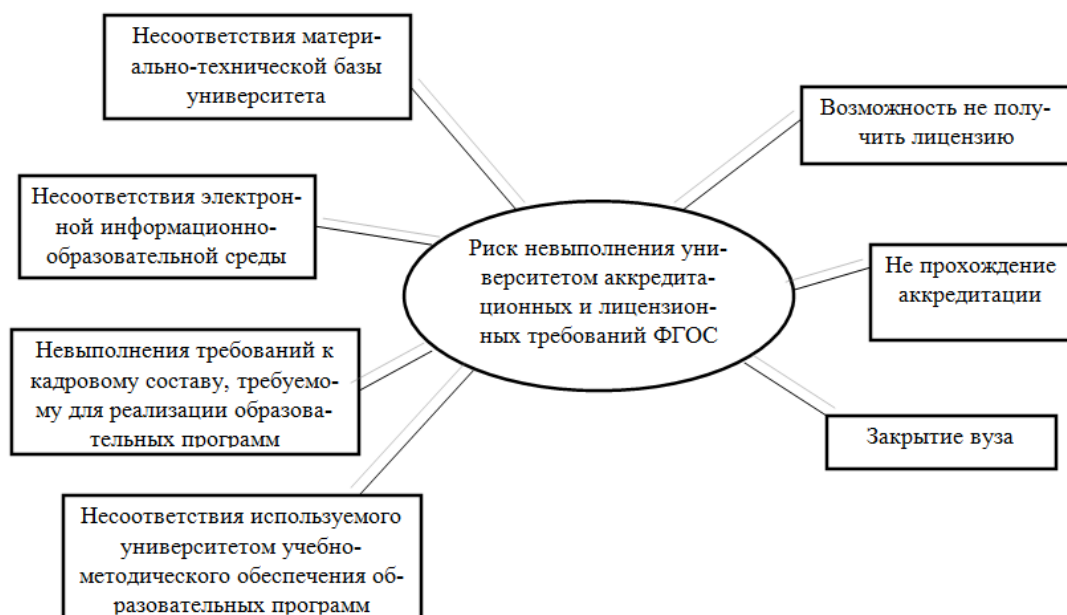 Несоответствия матери-
ально-технической базы
университета
Возможность не полу-
чить лицензию
Несоответствия электрон-
ной информационно-
образовательной среды
Риск невыполнения уни-
верситетом аккредита-
ционных и лицензион-
ных требований ФГОС
Не прохождение
аккредитации
Невыполнения требований к
кадровому составу, требуемо-
му для реализации образова-
тельных программ
Закрытие вуза
Несоответствия используемого
университетом учебно-
методического обеспечения об-
разовательных программ